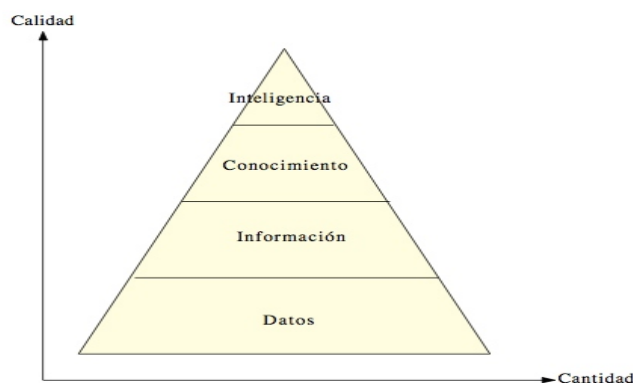 Calidad
Inteligencia
Conocimiento
Información
Datos
Cantidad